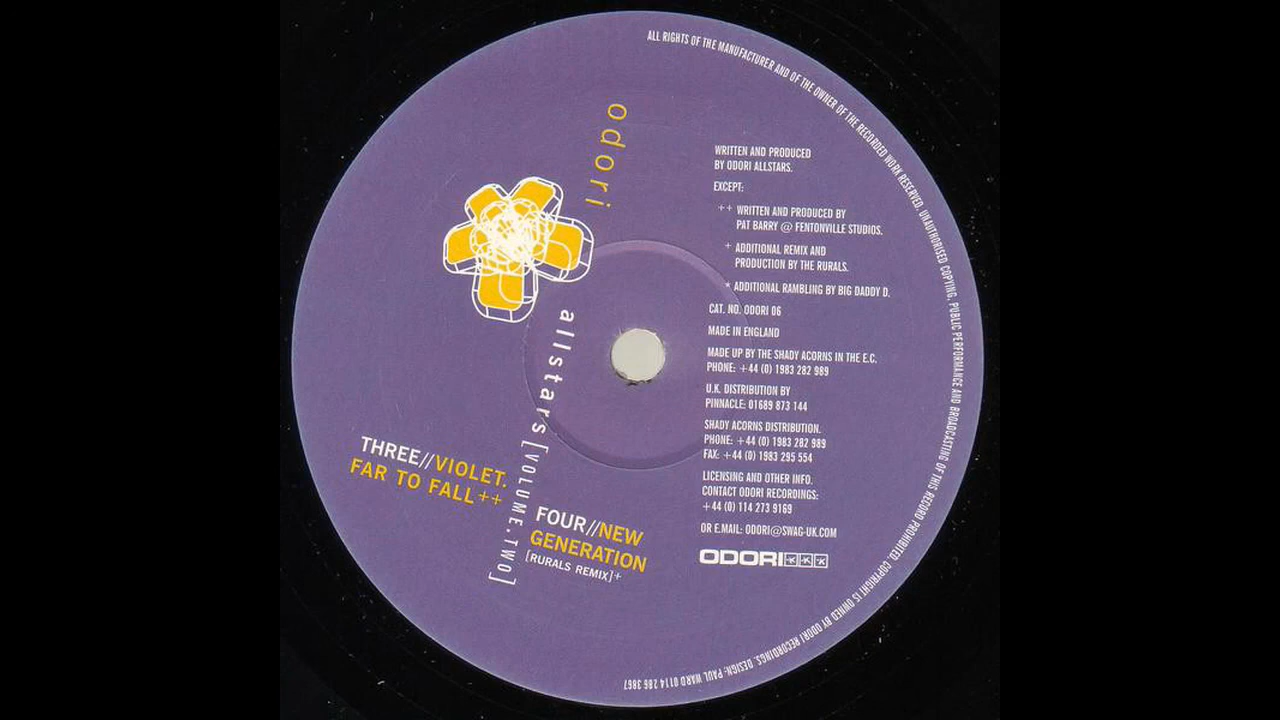 ALL RIGHTS OF THE MANUFACTURER AND OF THE OWNER OF THE RECORDED WORK RESERVED. UNAUTHORISED COPYING, PUBLIC PERFORMANCE AND BROADCASTING OF THIS RECORD PROHIBITED. COPYRIGHT IS OWNED BY ODORI RECORDINGS. DESIGN: PAUL WARD 0114 286 3867
odori
allstars [VOLUME.TWO]
THREE//VIOLET.
FAR TO FALL++
FOUR//NEW
GENERATION
[RURALS REMIX]+
WRITTEN AND PRODUCED
BY ODORI ALLSTARS.
EXCEPT:
++ WRITTEN AND PRODUCED BY
PAT BARRY @ FENTONVILLE STUDIOS.
+ ADDITIONAL REMIX AND
PRODUCTION BY THE RURALS.
* ADDITIONAL RAMBLING BY BIG DADDY D.
CAT. NO. ODORI 06
MADE IN ENGLAND
MADE UP BY THE SHADY ACORNS IN THE E.C.
PHONE: +44 (0) 1983 282 989
U.K. DISTRIBUTION BY
PINNACLE: 01689 873 144
SHADY ACORNS DISTRIBUTION.
PHONE: +44 (0) 1983 282 989
FAX: +44 (0) 1983 295 554
LICENSING AND OTHER INFO.
CONTACT ODORI RECORDINGS:
+44 (0) 114 273 9169
OR E.MAIL: ODORI@SWAG-UK.COM
ODORI